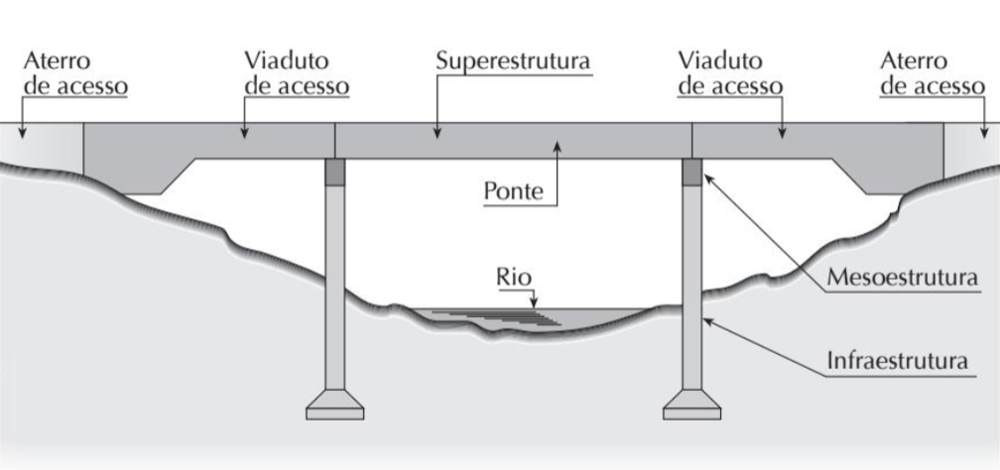 Aterro
de acesso
Viaduto
de acesso
Superestrutura
Viaduto
de acesso
Aterro
de acesso
Ponte
Rio
Mesoestrutura
Infraestrutura